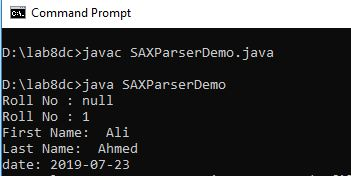 Command Prompt
D:\lab8dc>javac SAXParserDemo.java
D:\lab8dc>java SAXParserDemo
Roll No : null
Roll No : 1
First Name:  Ali
Last Name:  Ahmed
date: 2019-07-23